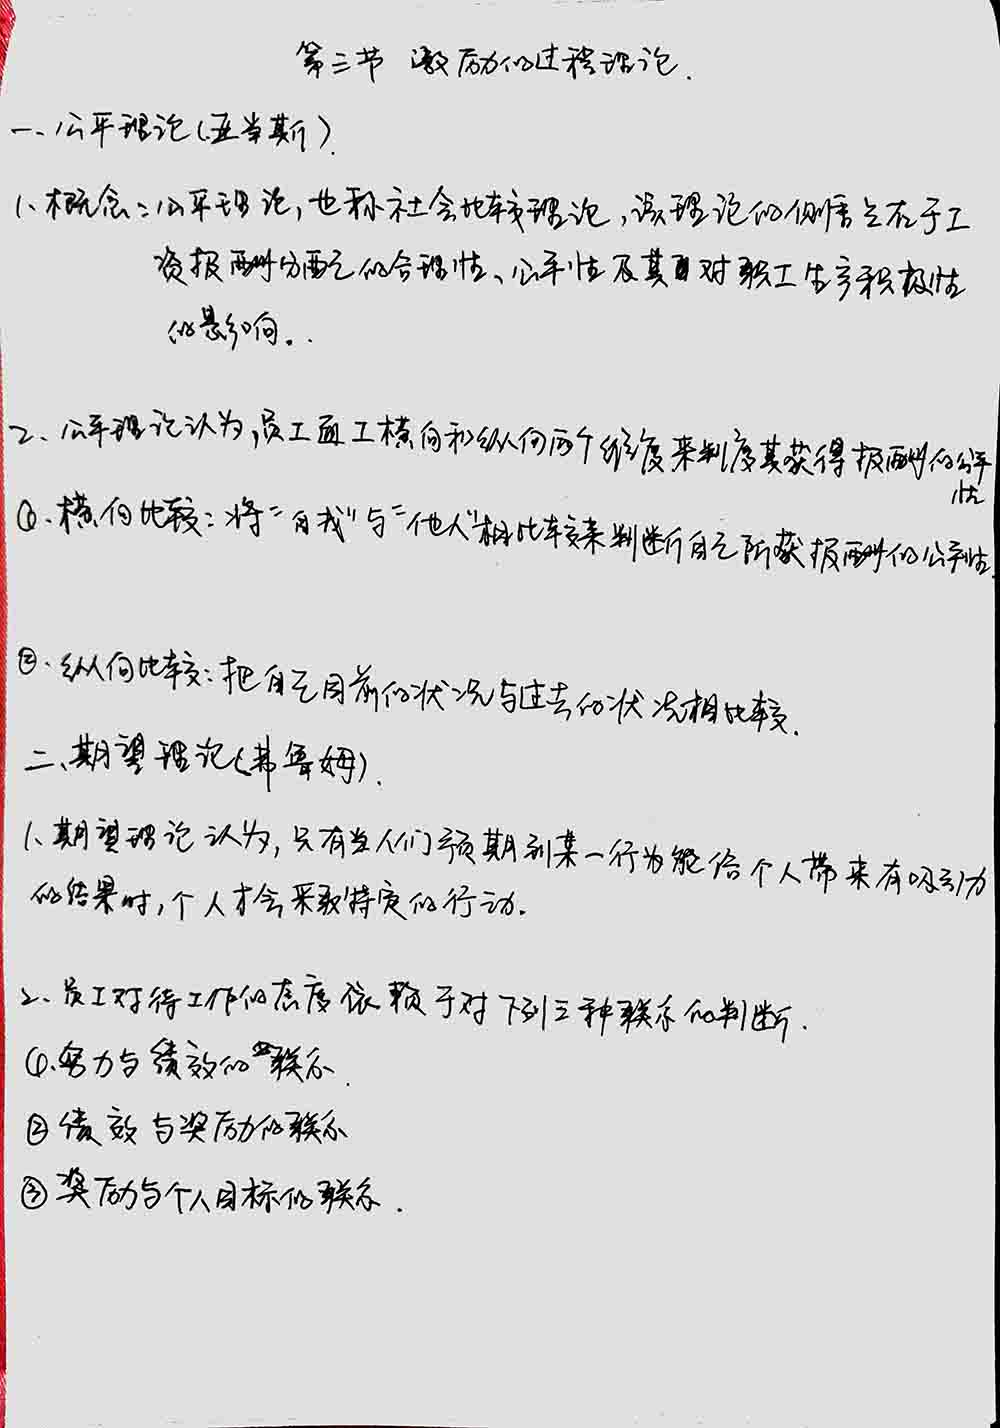 第三节 激励的过程理论.
一、公平理论(亚当斯).
1、概念:公平理论,也称社会比较理论,该理论的侧重点在于工
资报酬分配之的合理性、公平性及其对职工生产积极性
的影响。.
2、公平理论认为,员工面工横向和纵向两个维度来判度其获得报酬的公平
性
①.横向比较:将"自我"与"他人"相比较来判断自己所获报酬的公平性.
②.纵向比较:把自己目前的状况与过去的状况相比较.
二、期望理论(弗鲁姆).
1、期望理论认为,只有当人们预期到某一行为能给个人带来有吸引力
的结果时,个人才会采取特定的行动.
2、员工对待工作的态度依赖于对下列三种联系的判断.
①.努力与绩效的联系.
②绩效与奖励的联系
③奖励与个人目标的联系.